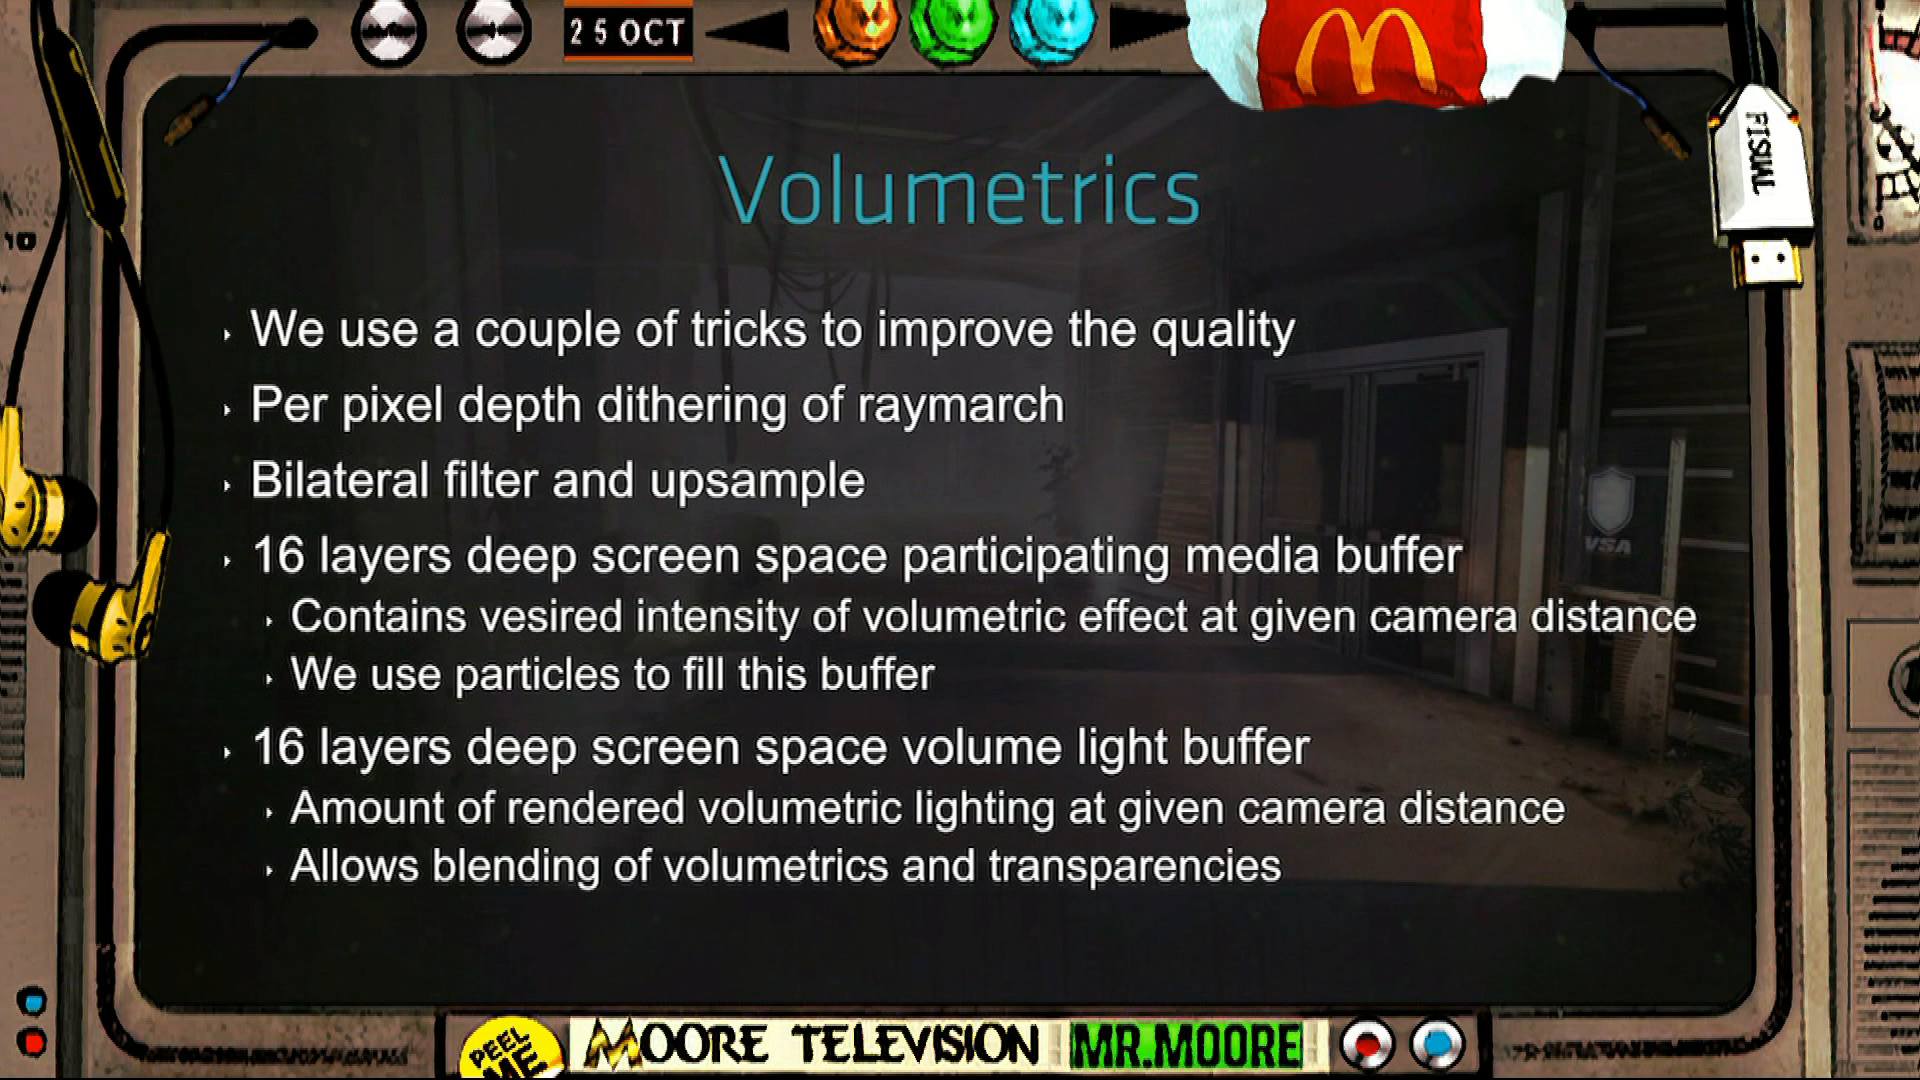 25 OCT
FISUAL
10
Volumetrics
We use a couple of tricks to improve the quality
Per pixel depth dithering of raymarch
Bilateral filter and upsample
16 layers deep screen space participating media buffer
Contains vesired intensity of volumetric effect at given camera distance
We use particles to fill this buffer
VSA
16 layers deep screen space volume light buffer
Amount of rendered volumetric lighting at given camera distance
Allows blending of volumetrics and transparencies
PEEL ME
MOORE TELEVISION MR.MOORE